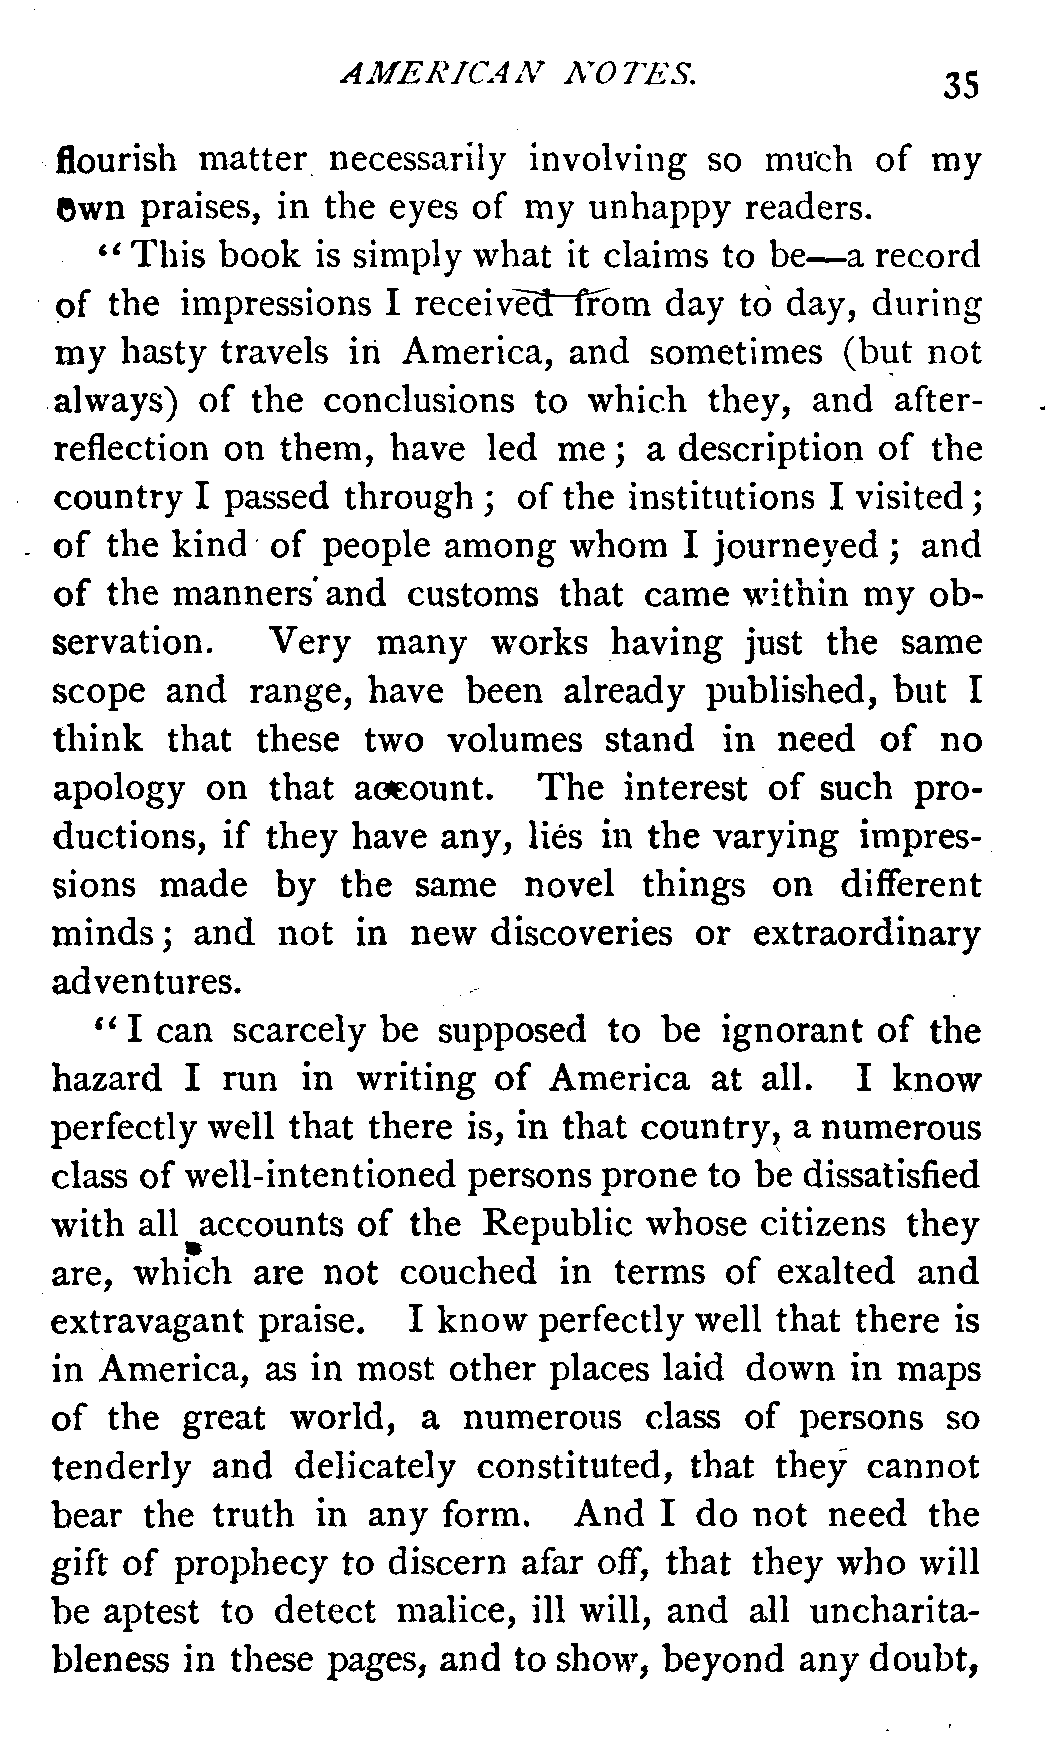 AMERICAN NOTES. 35
flourish matter necessarily involving so much of my
own praises, in the eyes of my unhappy readers.
“This book is simply what it claims to be—a record
of the impressions I received from day to day, during
my hasty travels in America, and sometimes (but not
always) of the conclusions to which they, and after-
reflection on them, have led me; a description of the
country I passed through; of the institutions I visited;
of the kind of people among whom I journeyed; and
of the manners and customs that came within my ob-
servation. Very many works having just the same
scope and range, have been already published, but I
think that these two volumes stand in need of no
apology on that account. The interest of such pro-
ductions, if they have any, lies in the varying impres-
sions made by the same novel things on different
minds; and not in new discoveries or extraordinary
adventures.
“I can scarcely be supposed to be ignorant of the
hazard I run in writing of America at all. I know
perfectly well that there is, in that country, a numerous
class of well-intentioned persons prone to be dissatisfied
with all accounts of the Republic whose citizens they
are, which are not couched in terms of exalted and
extravagant praise. I know perfectly well that there is
in America, as in most other places laid down in maps
of the great world, a numerous class of persons so
tenderly and delicately constituted, that they cannot
bear the truth in any form. And I do not need the
gift of prophecy to discern afar off, that they who will
be aptest to detect malice, ill will, and all uncharita-
bleness in these pages, and to show, beyond any doubt,